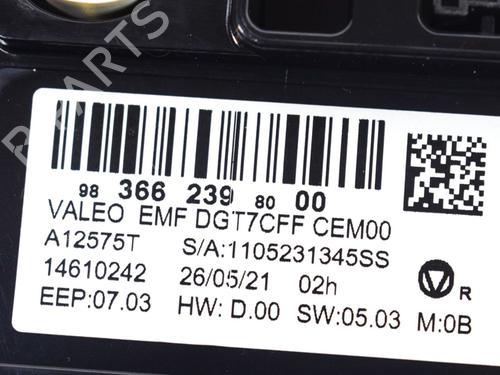 B-PARTS
98 366 239 80 00
VALEO EMF DGT7CFF CEM00
A12575T S/A:1105231345SS
14610242 26/05/21 02h
V R
EEP:07.03 HW: D.00 SW:05.03 M:0B